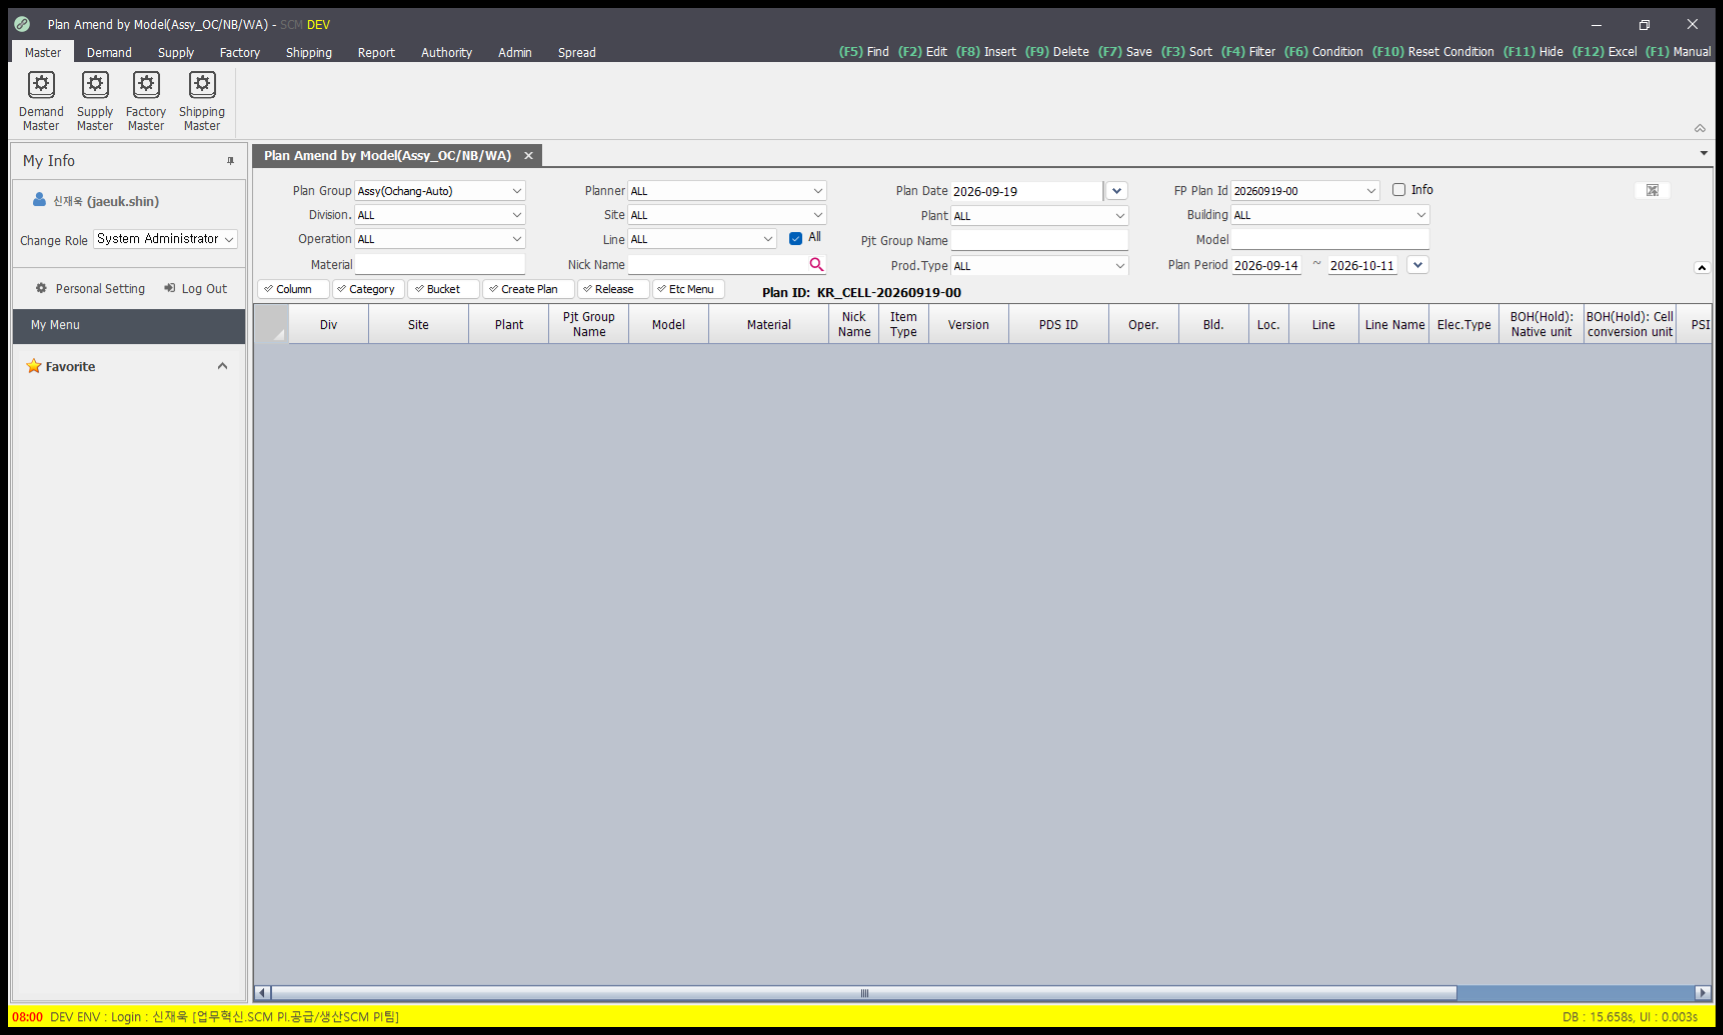 Plan Amend by Model(Assy_OC/NB/WA) - SCM DEV
Master Demand Supply Factory Shipping Report Authority Admin Spread
(F5) Find (F2) Edit (F8) Insert (F9) Delete (F7) Save (F3) Sort (F4) Filter (F6) Condition (F10) Reset Condition (F11) Hide (F12) Excel (F1) Manual
Demand Master
Supply Master
Factory Master
Shipping Master
My Info
신재욱 (jaeuk.shin)
Change Role System Administrator
Personal Setting Log Out
My Menu
Favorite
Plan Amend by Model(Assy_OC/NB/WA)
Plan Group Assy(Ochang-Auto) Planner ALL Plan Date 2026-09-19 FP Plan Id 20260919-00 Info
Division. ALL Site ALL Plant ALL Building ALL
Operation ALL Line ALL All Pjt Group Name Model
Material Nick Name Prod.Type ALL Plan Period 2026-09-14 ~ 2026-10-11
Column Category Bucket Create Plan Release Etc Menu Plan ID: KR_CELL-20260919-00
Div Site Plant Pjt Group Name Model Material Nick Name Item Type Version PDS ID Oper. Bld. Loc. Line Line Name Elec.Type BOH(Hold): Native unit BOH(Hold): Cell conversion unit PSI
08:00 DEV ENV : Login : 신재욱 [업무혁신.SCM PI.공급/생산SCM PI팀]
DB : 15.658s, UI : 0.003s